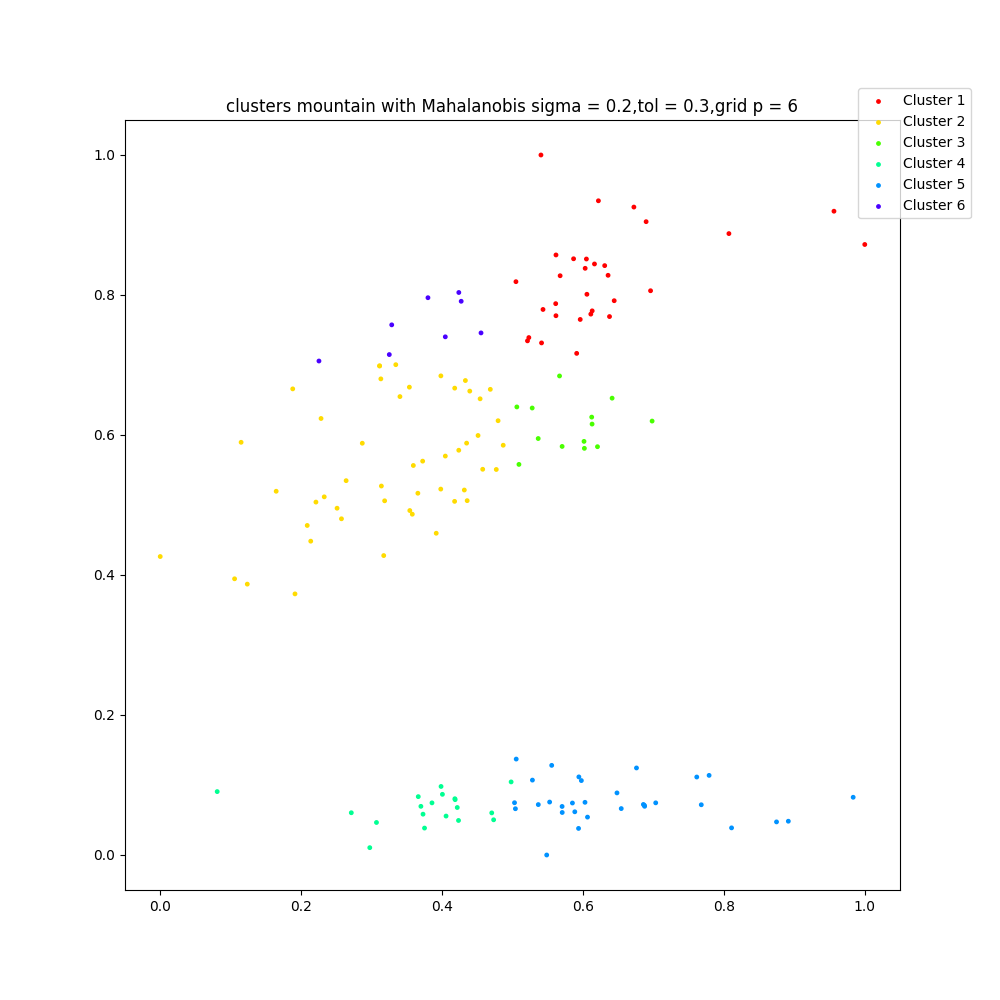 clusters mountain with Mahalanobis sigma = 0.2,tol = 0.3,grid p = 6
Cluster 1
Cluster 2
Cluster 3
Cluster 4
Cluster 5
Cluster 6
1.0
0.8
0.6
0.4
0.2
0.0
0.0 0.2 0.4 0.6 0.8 1.0